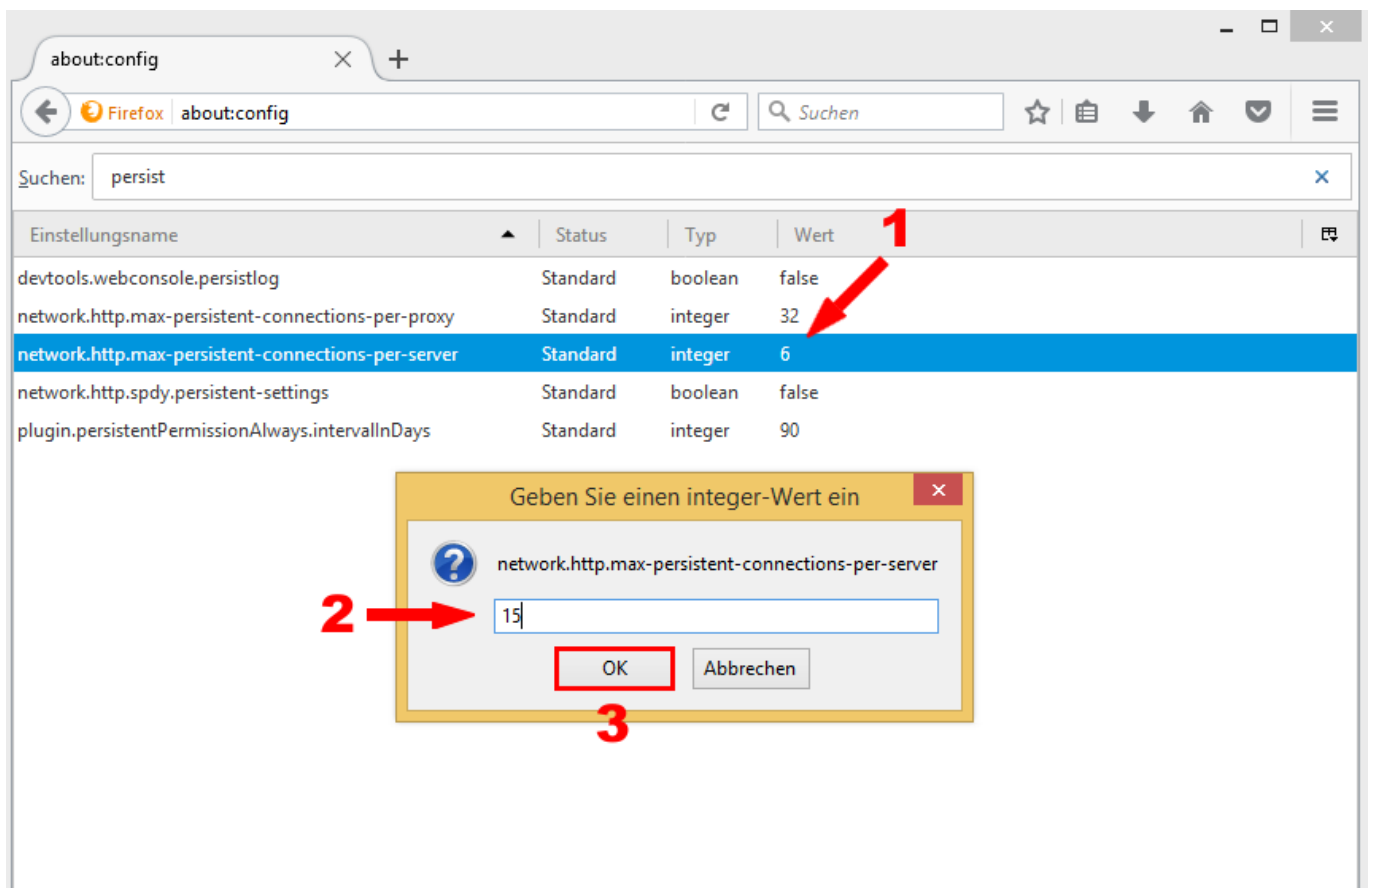 about:config
Firefox about:config Suchen
Suchen: persist
Einstellungsname Status Typ Wert 1
devtools.webconsole.persistlog Standard boolean false
network.http.max-persistent-connections-per-proxy Standard integer 32
network.http.max-persistent-connections-per-server Standard integer 6
network.http.spdy.persistent-settings Standard boolean false
plugin.persistentPermissionAlways.intervalInDays Standard integer 90
Geben Sie einen integer-Wert ein
network.http.max-persistent-connections-per-server
2 15
OK Abbrechen
3